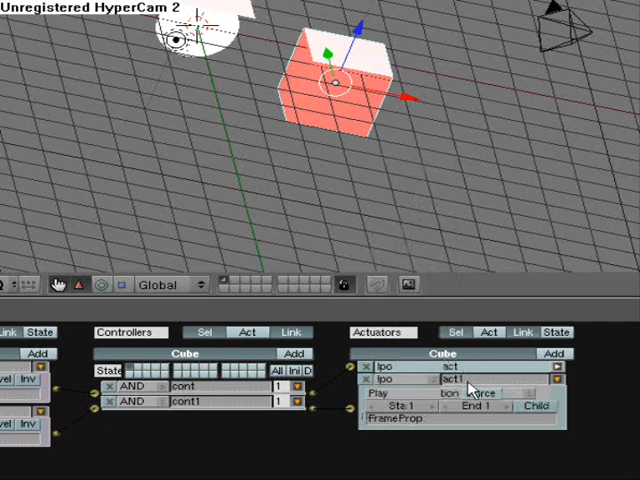 Unregistered HyperCam 2
Global
Link State Controllers Sel Act Link Actuators Sel Act Link State
Add Cube Add Cube Add
State All Ini D Ipo act
vel Inv AND cont 1 Ipo act1
AND cont1 1 Play
Sta: 1 End 1 Child
vel Inv FrameProp